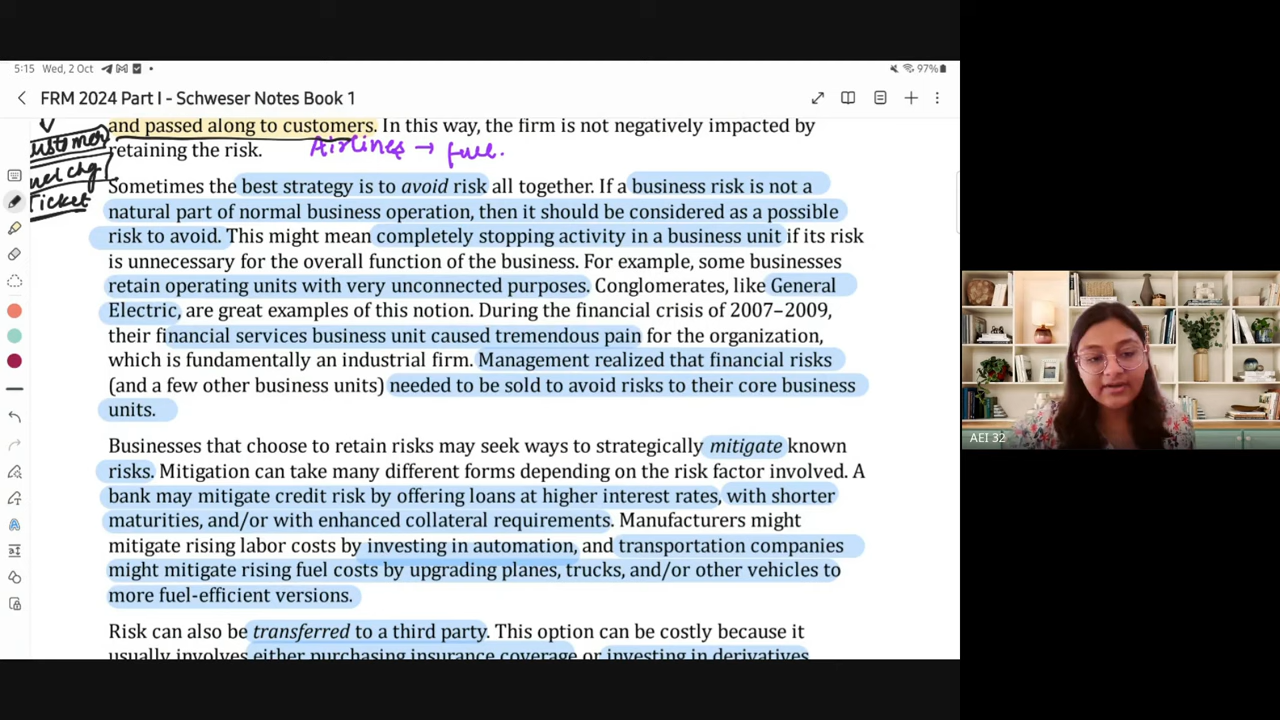 5:15 Wed, 2 Oct
97%
FRM 2024 Part I - Schweser Notes Book 1
and passed along to customers. In this way, the firm is not negatively impacted by
retaining the risk.
Airlines → fuel.
Ticket
Sometimes the best strategy is to avoid risk all together. If a business risk is not a
natural part of normal business operation, then it should be considered as a possible
risk to avoid. This might mean completely stopping activity in a business unit if its risk
is unnecessary for the overall function of the business. For example, some businesses
retain operating units with very unconnected purposes. Conglomerates, like General
Electric, are great examples of this notion. During the financial crisis of 2007–2009,
their financial services business unit caused tremendous pain for the organization,
which is fundamentally an industrial firm. Management realized that financial risks
(and a few other business units) needed to be sold to avoid risks to their core business
units.
Businesses that choose to retain risks may seek ways to strategically mitigate known
risks. Mitigation can take many different forms depending on the risk factor involved. A
bank may mitigate credit risk by offering loans at higher interest rates, with shorter
maturities, and/or with enhanced collateral requirements. Manufacturers might
mitigate rising labor costs by investing in automation, and transportation companies
might mitigate rising fuel costs by upgrading planes, trucks, and/or other vehicles to
more fuel-efficient versions.
Risk can also be transferred to a third party. This option can be costly because it
usually involves either purchasing insurance coverage or investing in derivatives
AEI 32